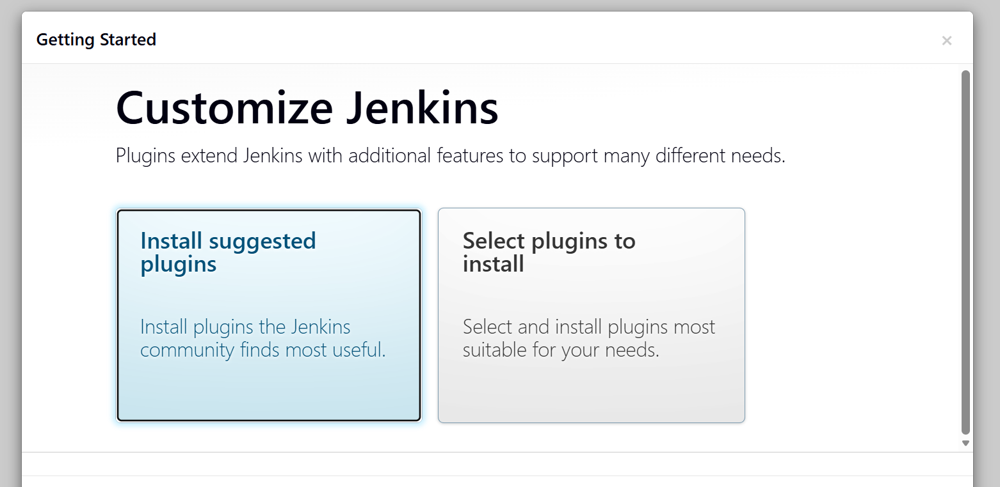 Getting Started
×
Customize Jenkins
Plugins extend Jenkins with additional features to support many different needs.
Install suggested
plugins
Install plugins the Jenkins
community finds most useful.
Select plugins to
install
Select and install plugins most
suitable for your needs.